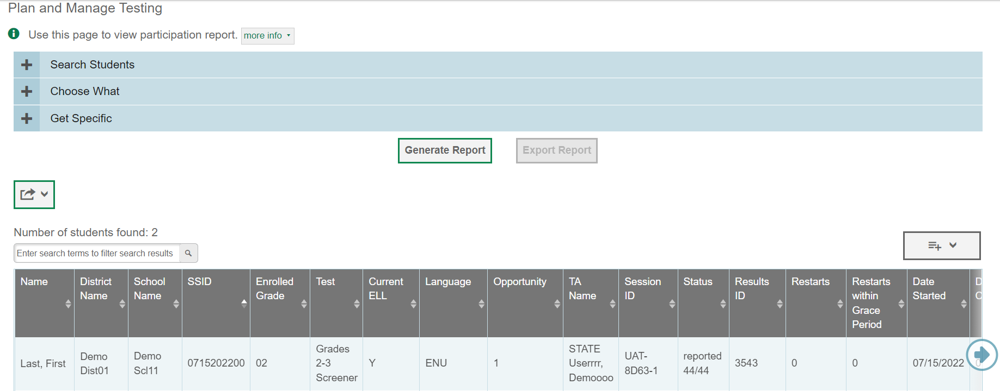 Plan and Manage Testing
Use this page to view participation report. more info
Search Students
Choose What
Get Specific
Generate Report Export Report
Number of students found: 2
Enter search terms to filter search results
Name District Name School Name SSID Enrolled Grade Test Current ELL Language Opportunity TA Name Session ID Status Results ID Restarts Restarts within Grace Period Date Started
Last, First Demo Dist01 Demo Scl11 0715202200 02 Grades 2-3 Screener Y ENU 1 STATE Userrrr, Demoooo UAT-8D63-1 reported 44/44 3543 0 0 07/15/2022